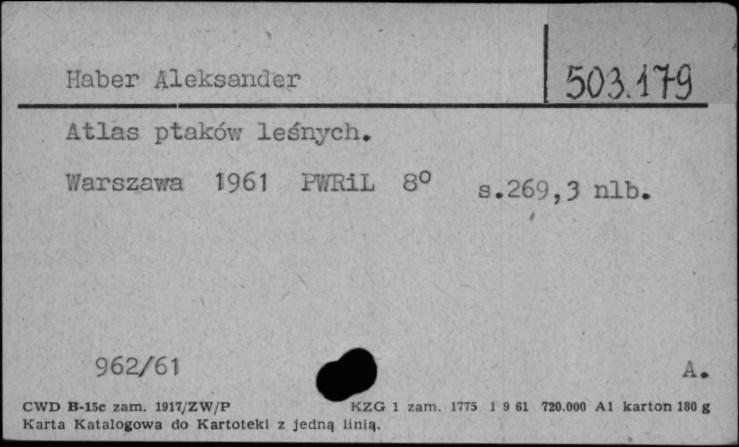 Haber Aleksander 503.179
Atlas ptaków leśnych.
Warszawa 1961 PWRiL 8° s.269,3 nlb.
962/61 A.
CWD B-15c zam. 1917/ZW/P KZG 1 zam. 1775 1 9 61 720.000 A1 karton 180 g
Karta Katalogowa do Kartoteki z jedną linią.